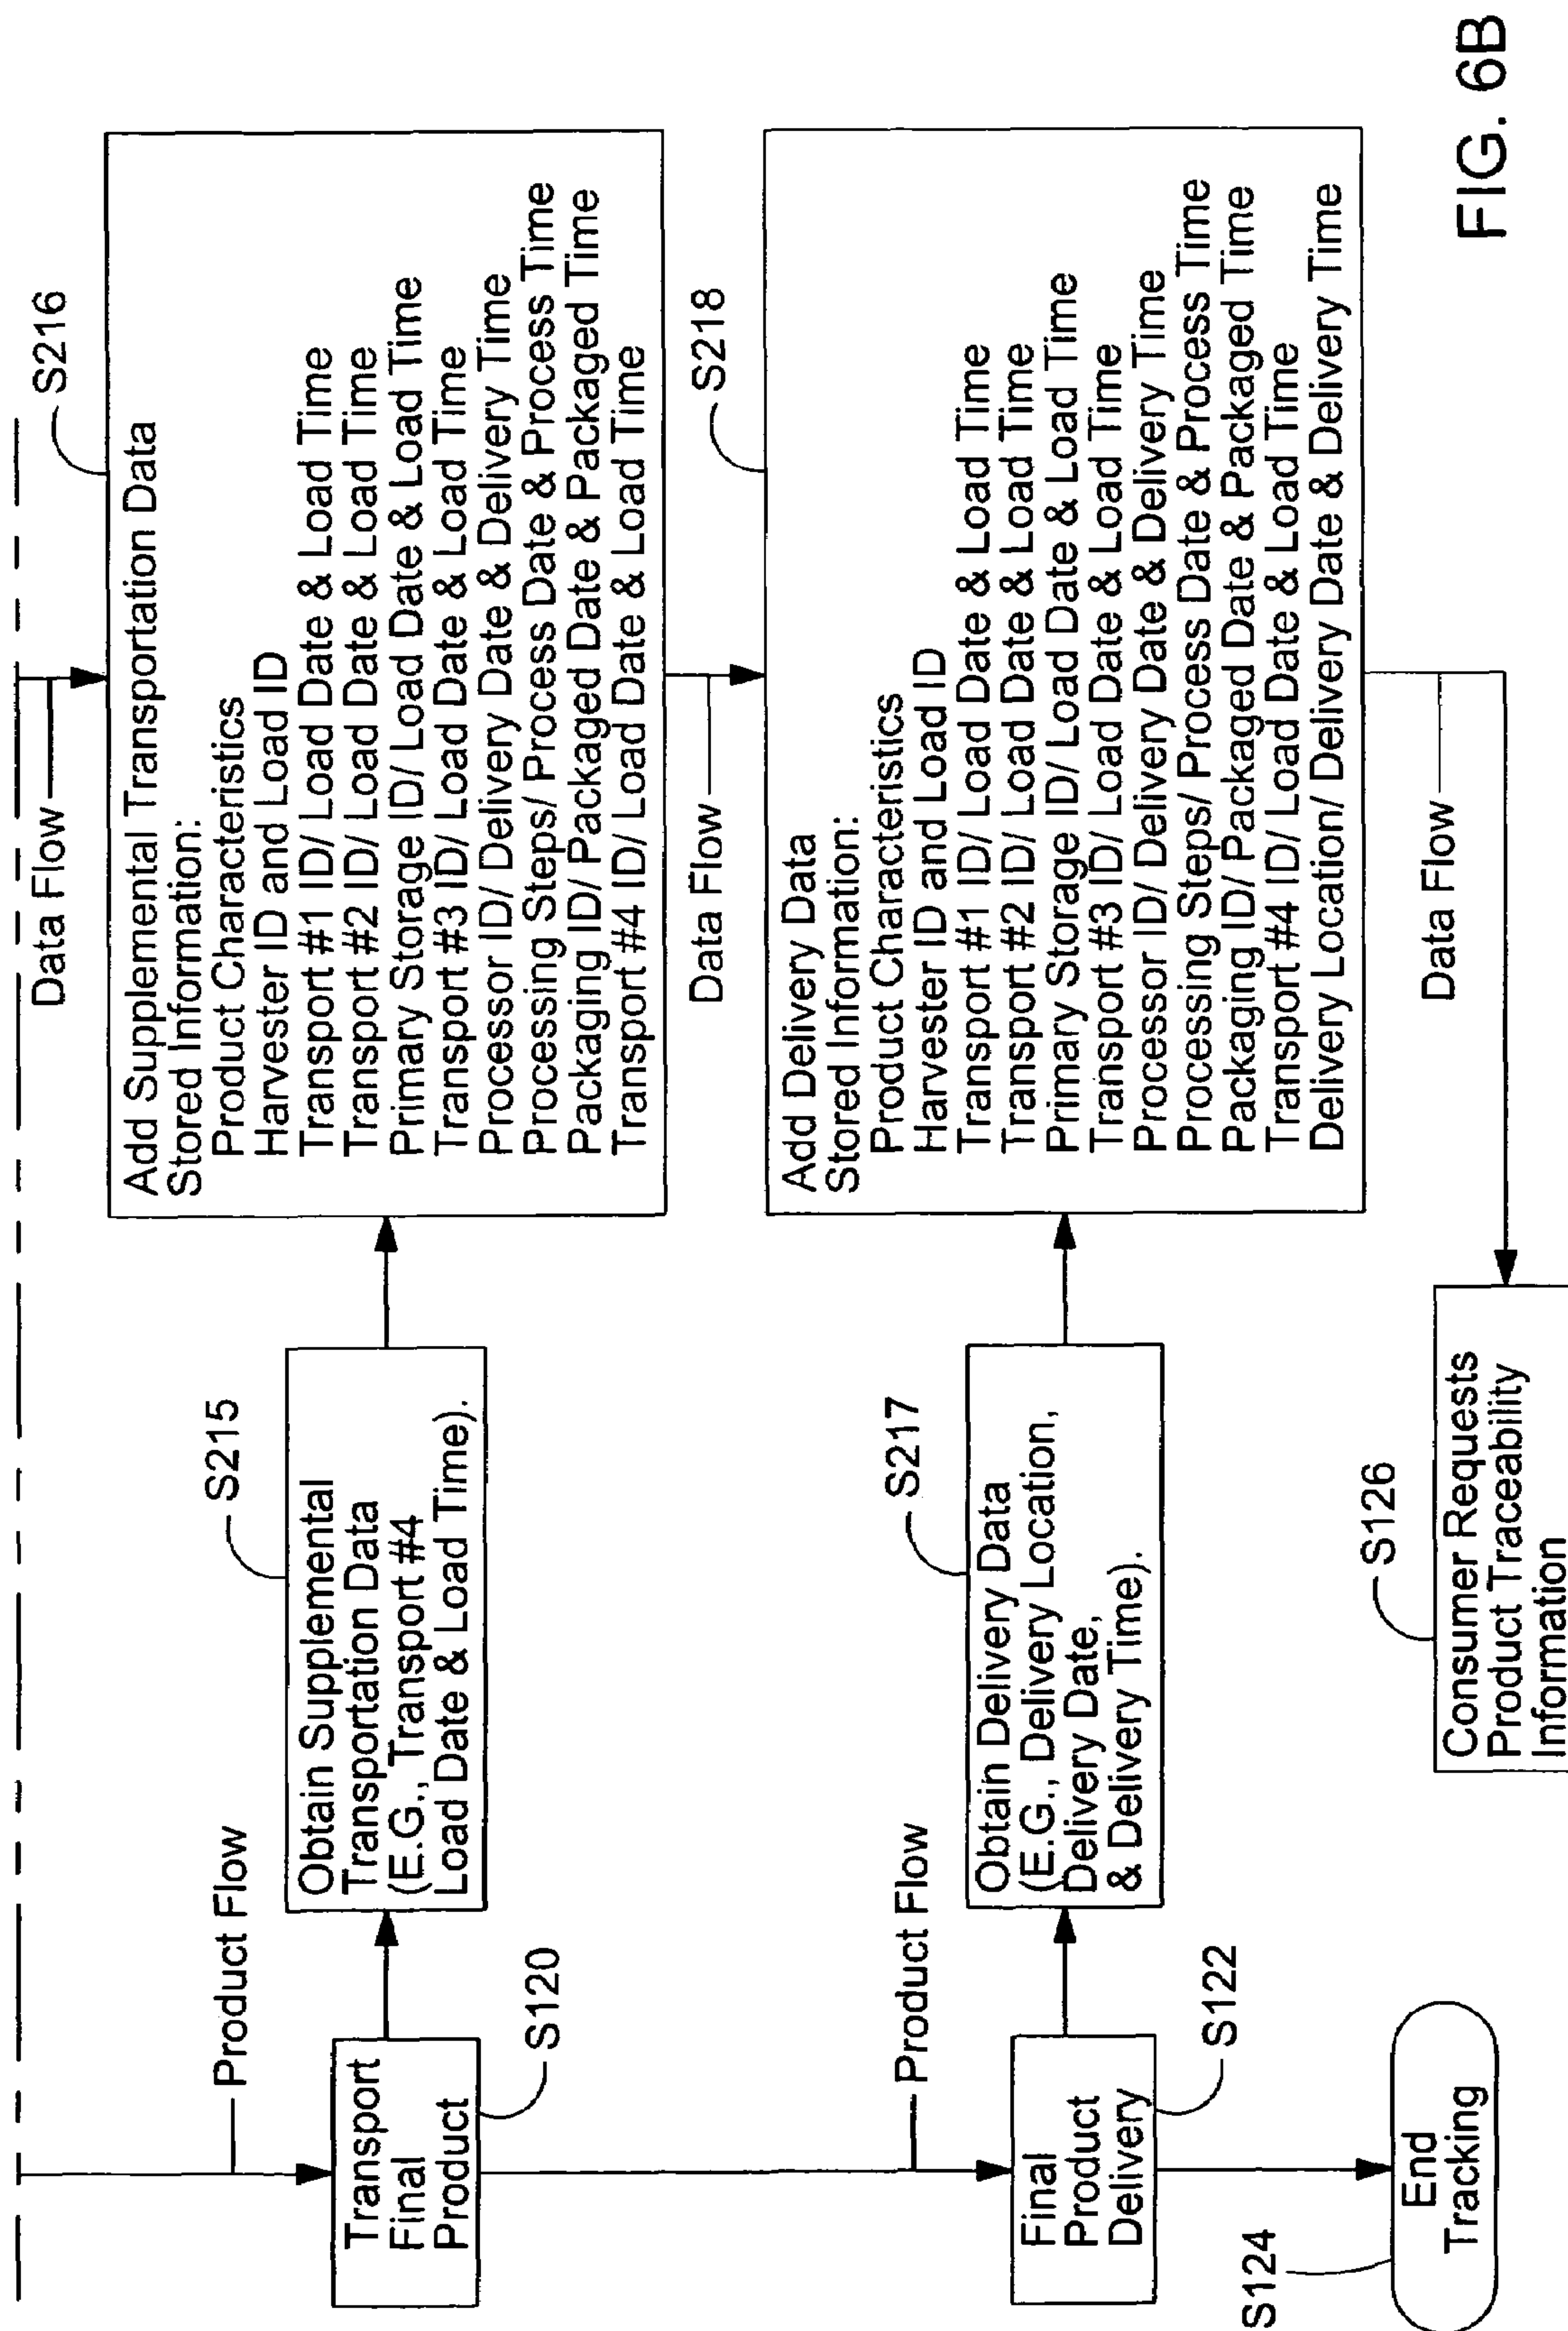 Product Flow
Data Flow
S216
S215
Transport
Final
Product
S120
Obtain Supplemental
Transportation Data
(E.G., Transport #4
Load Date & Load Time).
Add Supplemental Transportation Data
Stored Information:
Product Characteristics
Harvester ID and Load ID
Transport #1 ID/ Load Date & Load Time
Transport #2 ID/ Load Date & Load Time
Primary Storage ID/ Load Date & Load Time
Transport #3 ID/ Load Date & Load Time
Processor ID/ Delivery Date & Delivery Time
Processing Steps/ Process Date & Process Time
Packaging ID/ Packaged Date & Packaged Time
Transport #4 ID/ Load Date & Load Time
Product Flow
Data Flow
S218
S217
Final
Product
Delivery
S122
Obtain Delivery Data
(E.G., Delivery Location,
Delivery Date,
& Delivery Time).
Add Delivery Data
Stored Information:
Product Characteristics
Harvester ID and Load ID
Transport #1 ID/ Load Date & Load Time
Transport #2 ID/ Load Date & Load Time
Primary Storage ID/ Load Date & Load Time
Transport #3 ID/ Load Date & Load Time
Processor ID/ Delivery Date & Delivery Time
Processing Steps/ Process Date & Process Time
Packaging ID/ Packaged Date & Packaged Time
Transport #4 ID/ Load Date & Load Time
Delivery Location/ Delivery Date & Delivery Time
S124
End
Tracking
S126
Consumer Requests
Product Traceability
Information
Data Flow
FIG. 6B